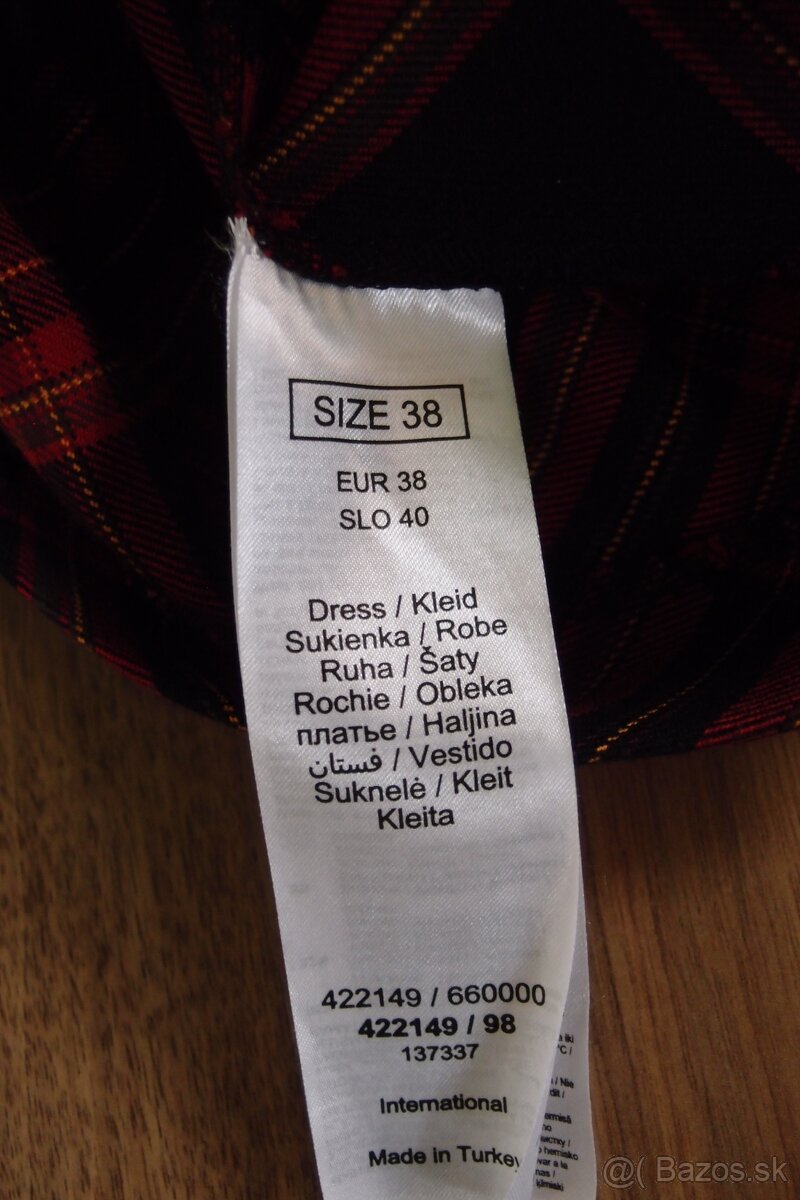 SIZE 38
EUR 38
SLO 40
Dress / Kleid
Sukienka / Robe
Ruha / Šaty
Rochie / Obleka
платье / Haljina
فستان / Vestido
Suknelė / Kleit
Kleita
422149 / 660000
422149 / 98
137337
International
Made in Turkey
@( Bazos.sk